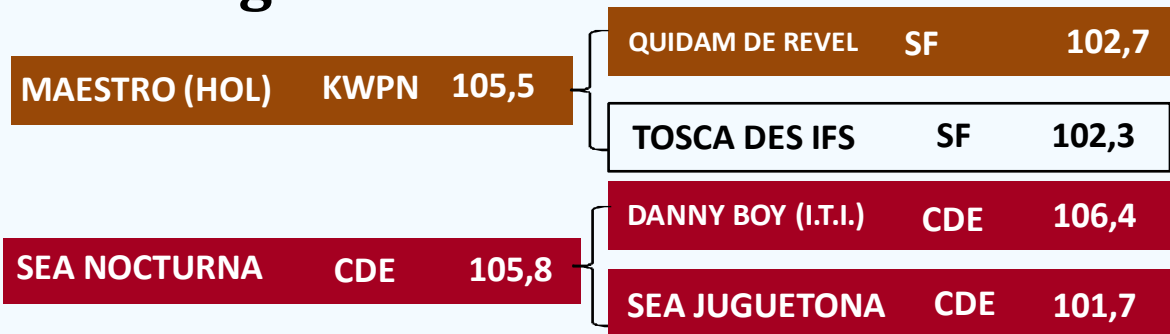 QUIDAM DE REVEL SF 102,7
MAESTRO (HOL) KWPN 105,5
TOSCA DES IFS SF 102,3
DANNY BOY (I.T.I.) CDE 106,4
SEA NOCTURNA CDE 105,8
SEA JUGUETONA CDE 101,7